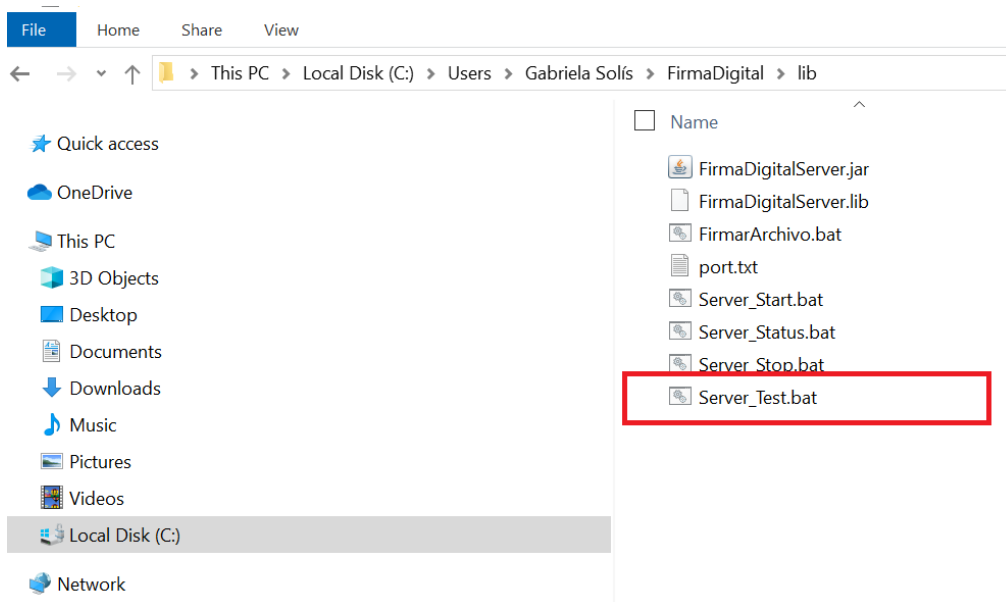 File Home Share View
This PC > Local Disk (C:) > Users > Gabriela Solís > FirmaDigital > lib
Quick access
OneDrive
This PC
3D Objects
Desktop
Documents
Downloads
Music
Pictures
Videos
Local Disk (C:)
Network
Name
FirmaDigitalServer.jar
FirmaDigitalServer.lib
FirmarArchivo.bat
port.txt
Server_Start.bat
Server_Status.bat
Server_Stop.bat
Server_Test.bat